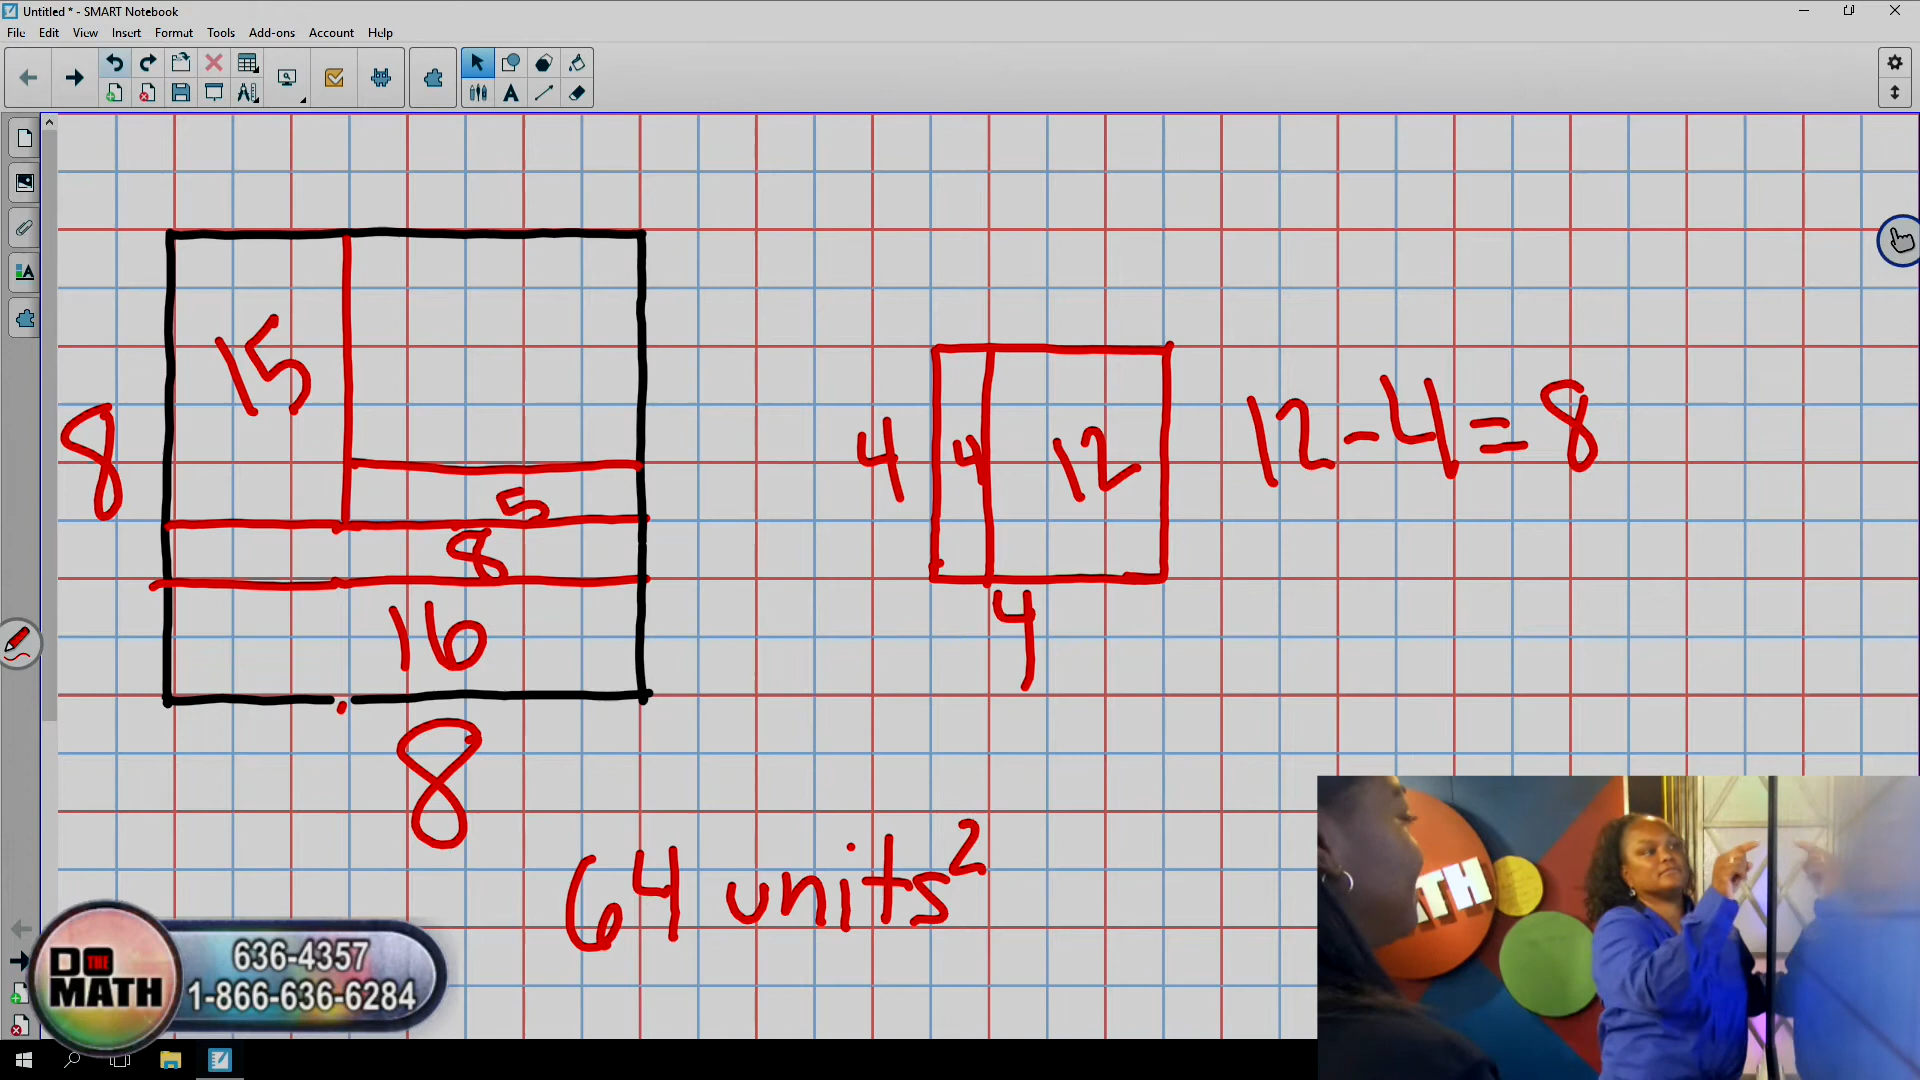 Untitled * - SMART Notebook
File Edit View Insert Format Tools Add-ons Account Help
15
8
5
8
16
8
4
4
12
12-4=8
4
64 units²
DO THE MATH
636-4357
1-866-636-6284
ATH